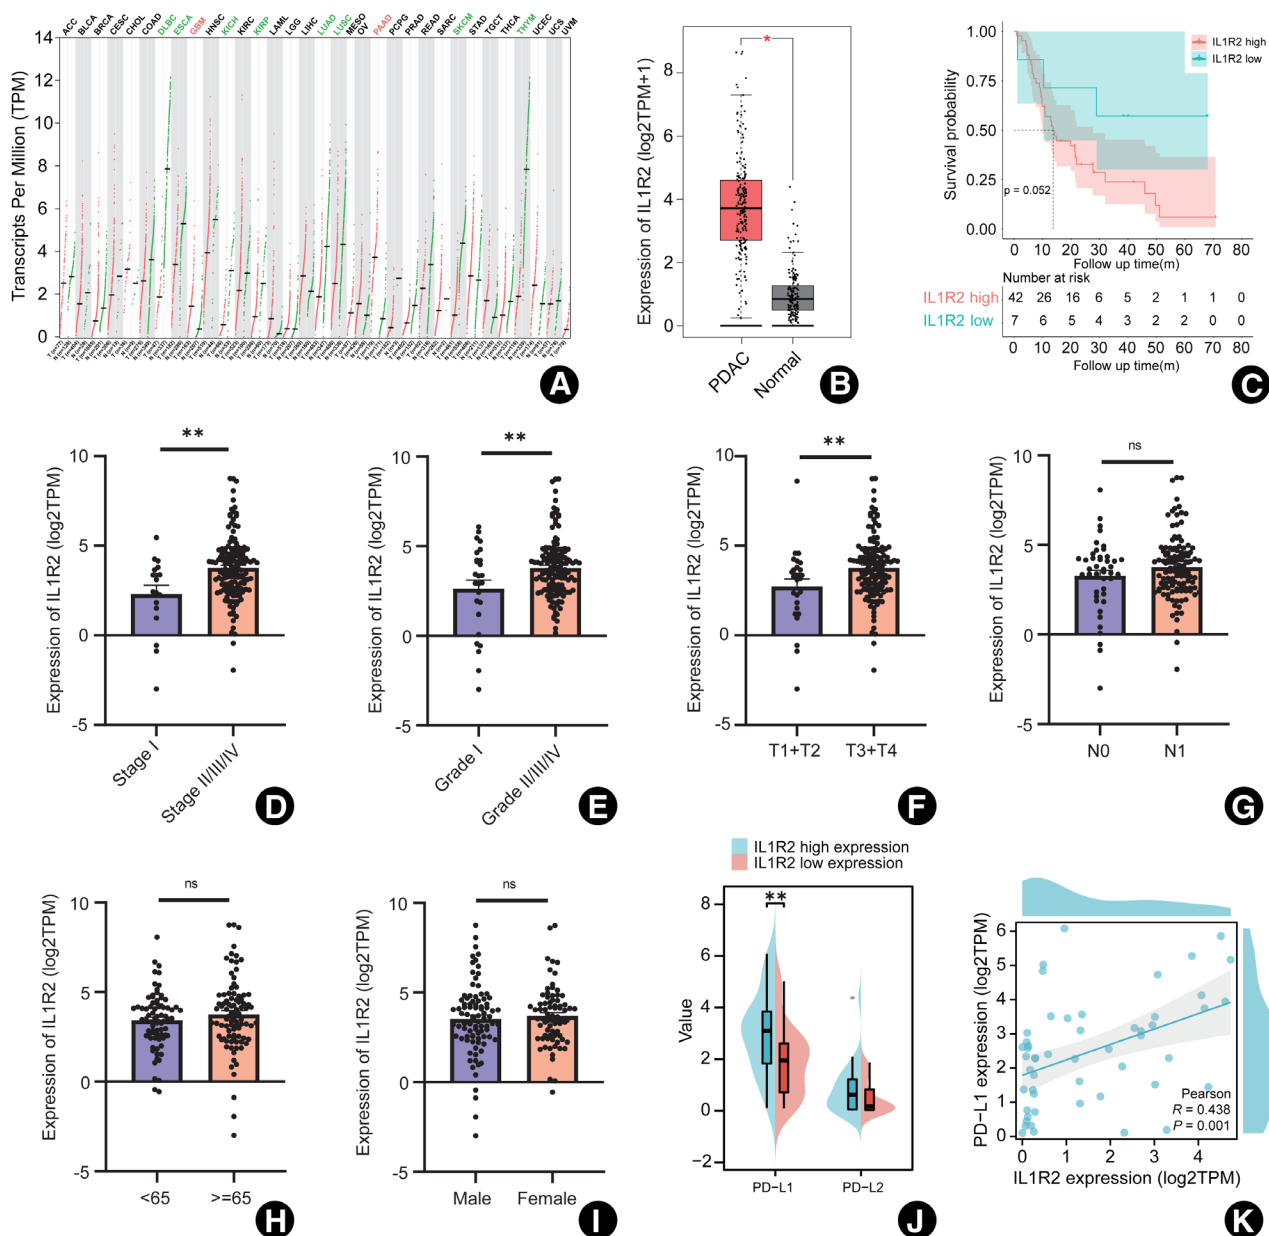 ACC BLCA BRCA CESC CHOL COAD DLBC ESCA GBM HNSC KICH KIRC KIRP LAML LGG LIHC LUAD LUSC MESO OV PAAD PCPG PRAD READ SARC SKCM STAD TGCT THCA THYM UCEC UCS UVM
Transcripts Per Million (TPM)
14
12
10
8
6
4
2
0
A
Expression of IL1R2 (log2TPM+1)
8
6
4
2
0
*
PDAC
Normal
B
Survival probability
1.00
0.75
0.50
0.25
0.00
IL1R2 high
IL1R2 low
p = 0.052
0 10 20 30 40 50 60 70 80
Follow up time(m)
Number at risk
IL1R2 high 42 26 16 6 5 2 1 1 0
IL1R2 low 7 6 5 4 3 2 2 0 0
0 10 20 30 40 50 60 70 80
Follow up time(m)
C
Expression of IL1R2 (log2TPM)
10
5
0
-5
**
Stage I
Stage II/III/IV
D
Expression of IL1R2 (log2TPM)
10
5
0
-5
**
Grade I
Grade II/III/IV
E
Expression of IL1R2 (log2TPM)
10
5
0
-5
**
T1+T2
T3+T4
F
Expression of IL1R2 (log2TPM)
10
5
0
-5
ns
N0
N1
G
Expression of IL1R2 (log2TPM)
10
5
0
-5
ns
<65
>=65
H
Expression of IL1R2 (log2TPM)
10
5
0
-5
ns
Male
Female
I
IL1R2 high expression
IL1R2 low expression
Value
8
6
4
2
0
−2
**
PD−L1
PD−L2
J
PD−L1 expression (log2TPM)
6
5
4
3
2
1
0
Pearson
R = 0.438
P = 0.001
0 1 2 3 4
IL1R2 expression (log2TPM)
K